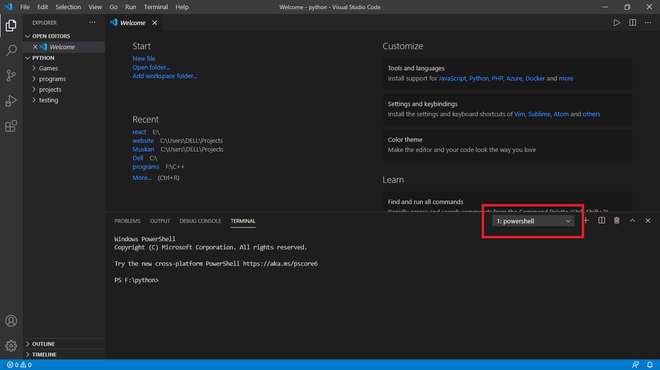 File Edit Selection View Go Run Terminal Help
Welcome - python - Visual Studio Code
EXPLORER
Welcome
OPEN EDITORS
Welcome
PYTHON
Games
programs
projects
testing
OUTLINE
TIMELINE
Start
New file
Open folder...
Add workspace folder...
Recent
react E:\
website C:\Users\DELL\Projects
Muskan C:\Users\DELL\Projects
Dell C:\
programs F:\C++
More... (Ctrl+R)
Customize
Tools and languages
Install support for JavaScript, Python, PHP, Azure, Docker and more
Settings and keybindings
Install the settings and keyboard shortcuts of Vim, Sublime, Atom and others
Color theme
Make the editor and your code look the way you love
Learn
Find and run all commands
Rapidly access and search commands from the Command Palette (Ctrl+Shift+P)
PROBLEMS OUTPUT DEBUG CONSOLE TERMINAL
1: powershell
Windows PowerShell
Copyright (C) Microsoft Corporation. All rights reserved.
Try the new cross-platform PowerShell https://aka.ms/pscore6
PS F:\python>
0 0